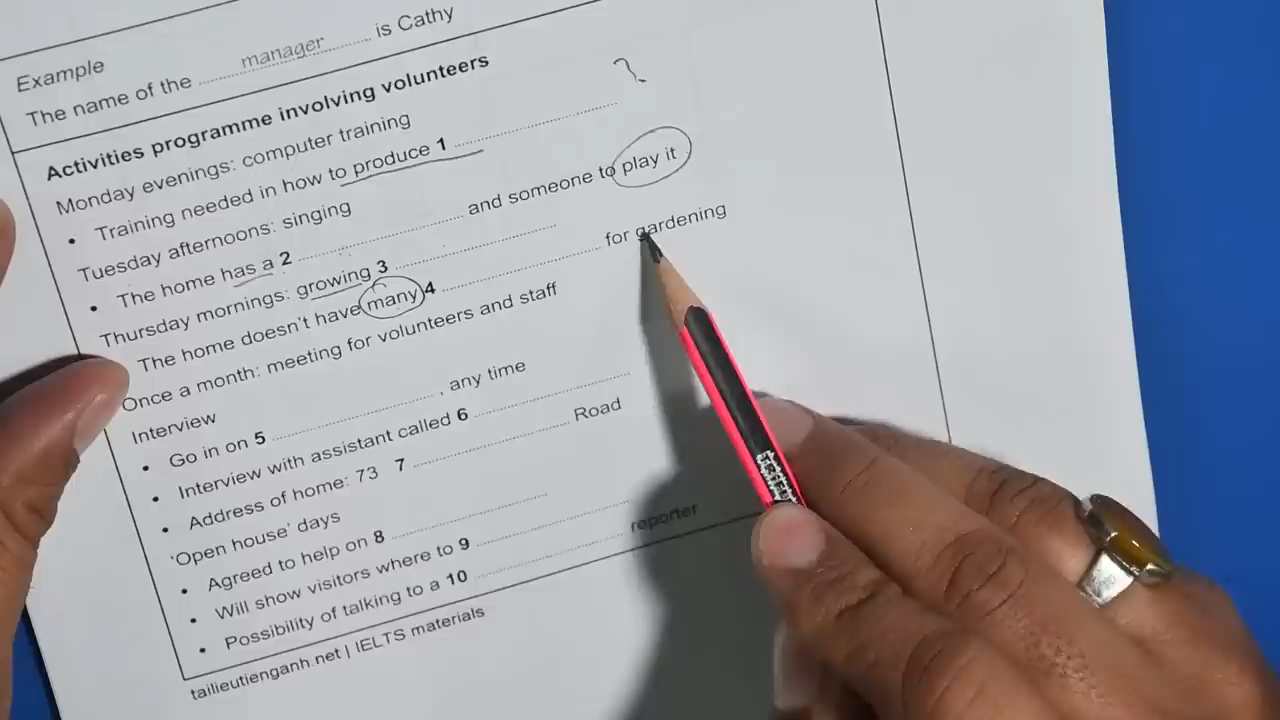 Example
The name of the manager is Cathy
Activities programme involving volunteers
Monday evenings: computer training
• Training needed in how to produce 1 ........................ ?
Tuesday afternoons: singing
• The home has a 2 ........................ and someone to play it
Thursday mornings: growing 3 ........................
The home doesn't have many 4 ........................ for gardening
Once a month: meeting for volunteers and staff
Interview
• Go in on 5 ........................ , any time
• Interview with assistant called 6 ........................
• Address of home: 73 7 ........................ Road
'Open house' days
• Agreed to help on 8 ........................
• Will show visitors where to 9 ........................
• Possibility of talking to a 10 ........................ reporter
tailieutienganh.net | IELTS materials